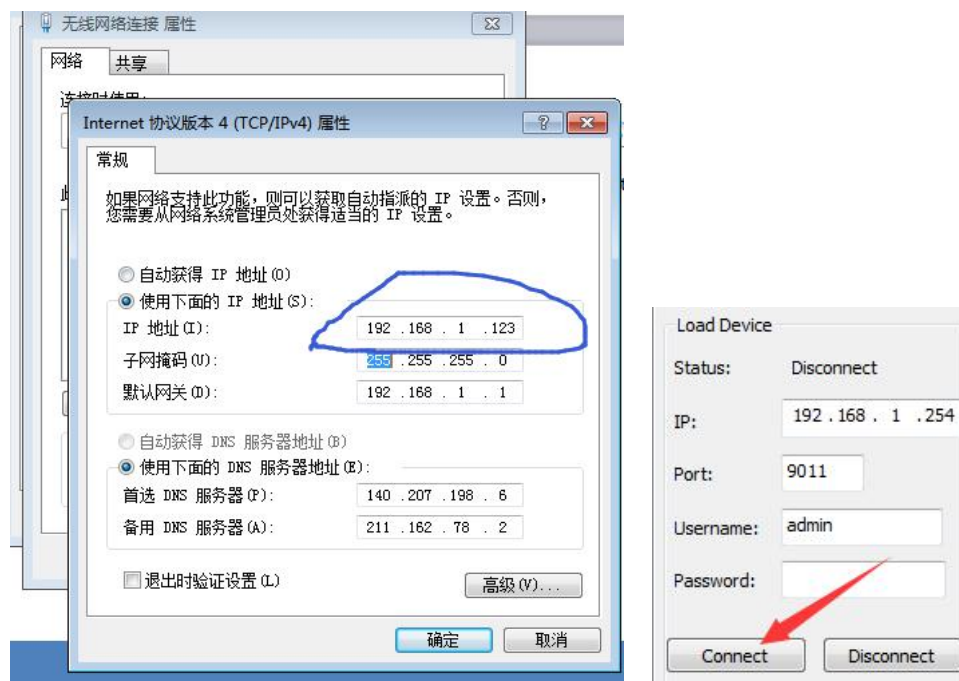 无线网络连接 属性
网络
共享
连接时使用:
Internet 协议版本 4 (TCP/IPv4) 属性
常规
如果网络支持此功能，则可以获取自动指派的 IP 设置。否则，
您需要从网络系统管理员处获得适当的 IP 设置。
自动获得 IP 地址(O)
使用下面的 IP 地址(S):
IP 地址(I): 192 .168 . 1 .123
子网掩码(U): 255 .255 .255 . 0
默认网关(D): 192 .168 . 1 . 1
自动获得 DNS 服务器地址(B)
使用下面的 DNS 服务器地址(E):
首选 DNS 服务器(P): 140 .207 .198 . 6
备用 DNS 服务器(A): 211 .162 . 78 . 2
退出时验证设置(L)
高级(V)...
确定
取消
Load Device
Status: Disconnect
IP: 192 .168 . 1 .254
Port: 9011
Username: admin
Password:
Connect
Disconnect